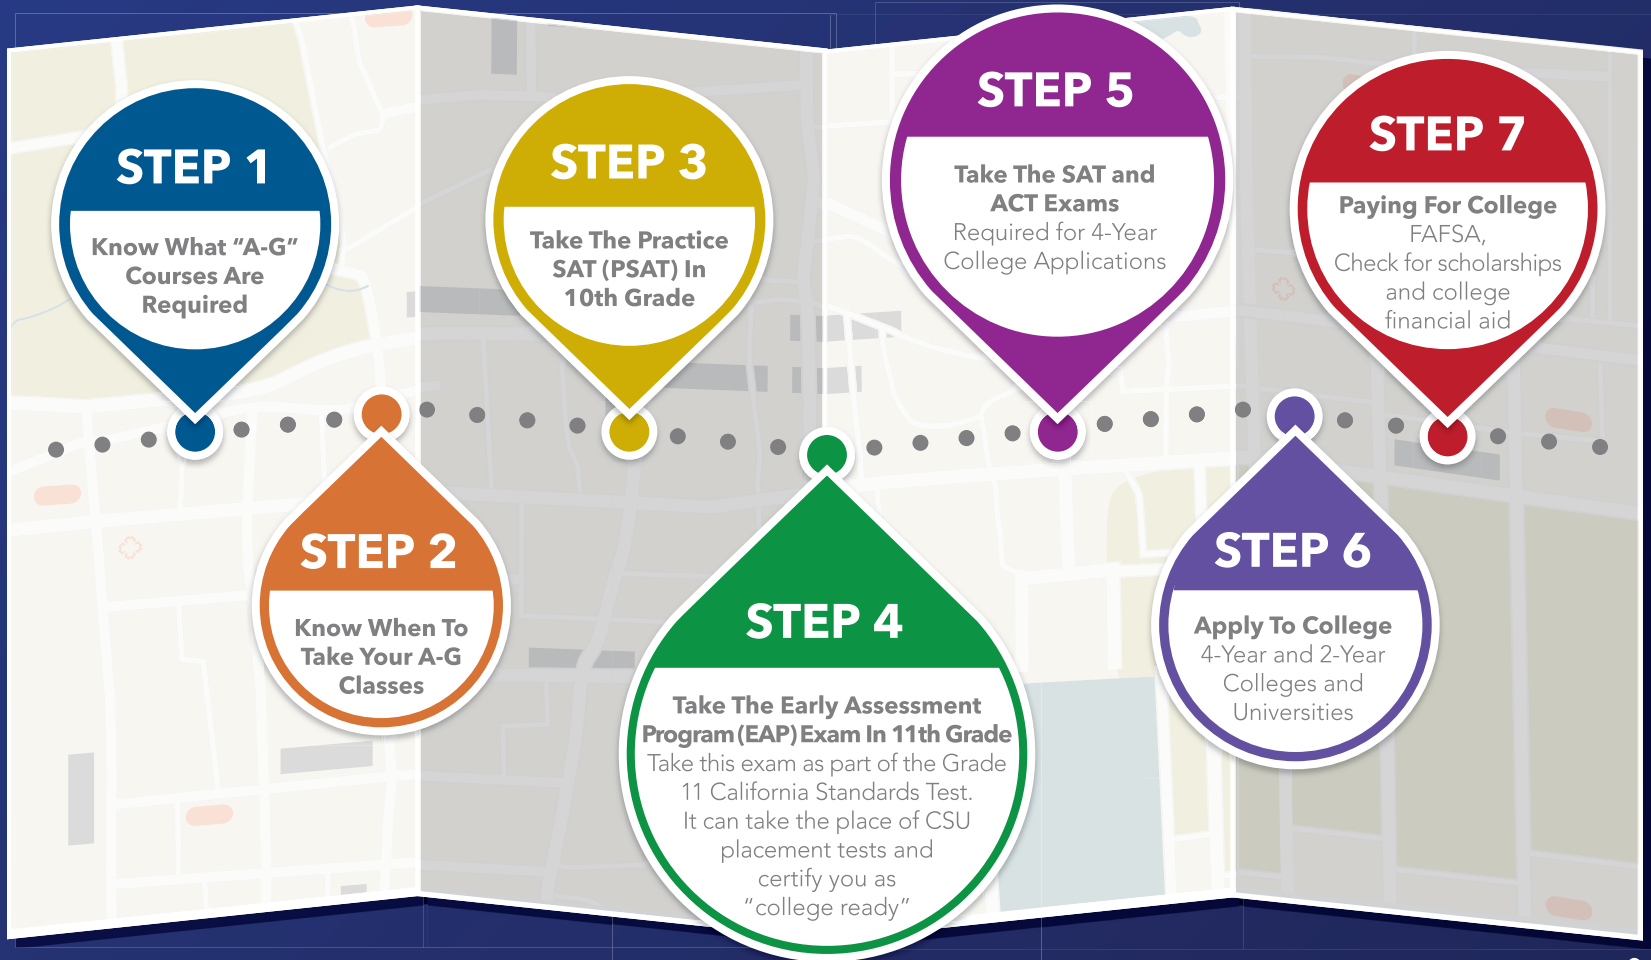 STEP 1
Know What “A-G”
Courses Are
Required
STEP 2
Know When To
Take Your A-G
Classes
STEP 3
Take The Practice
SAT (PSAT) In
10th Grade
STEP 4
Take The Early Assessment
Program (EAP) Exam In 11th Grade
Take this exam as part of the Grade
11 California Standards Test.
It can take the place of CSU
placement tests and
certify you as
“college ready”
STEP 5
Take The SAT and
ACT Exams
Required for 4-Year
College Applications
STEP 6
Apply To College
4-Year and 2-Year
Colleges and
Universities
STEP 7
Paying For College
FAFSA,
Check for scholarships
and college
financial aid